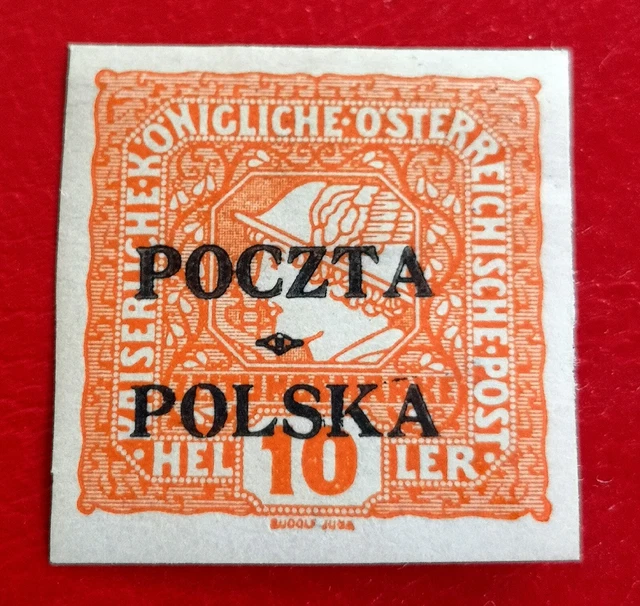 KAISERLICHE·KÖNIGLICHE·ÖSTERREICHISCHE·POST·
POCZTA
POLSKA
·HEL 10 LER·
RUDOLF JUNK